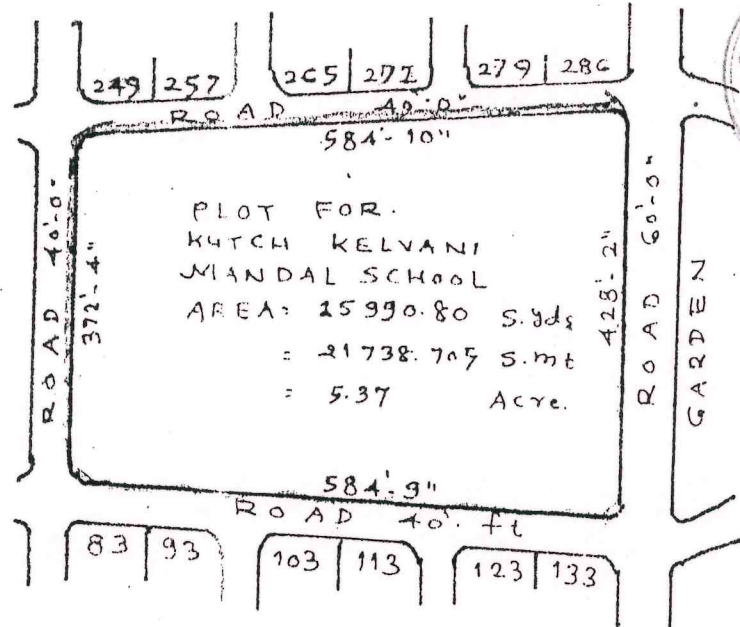 249 257 265 271 279 286
ROAD 40'-0"
584'-10"
ROAD 40'-0"
372'-4"
PLOT FOR.
KUTCH KELVANI
MANDAL SCHOOL
AREA= 25990.80 S.yds
= 21738.705 S.mt
= 5.37 Acre.
428'-2"
ROAD 60'-0"
GARDEN
584'-9"
ROAD 40'. ft
83 93 103 113 123 133